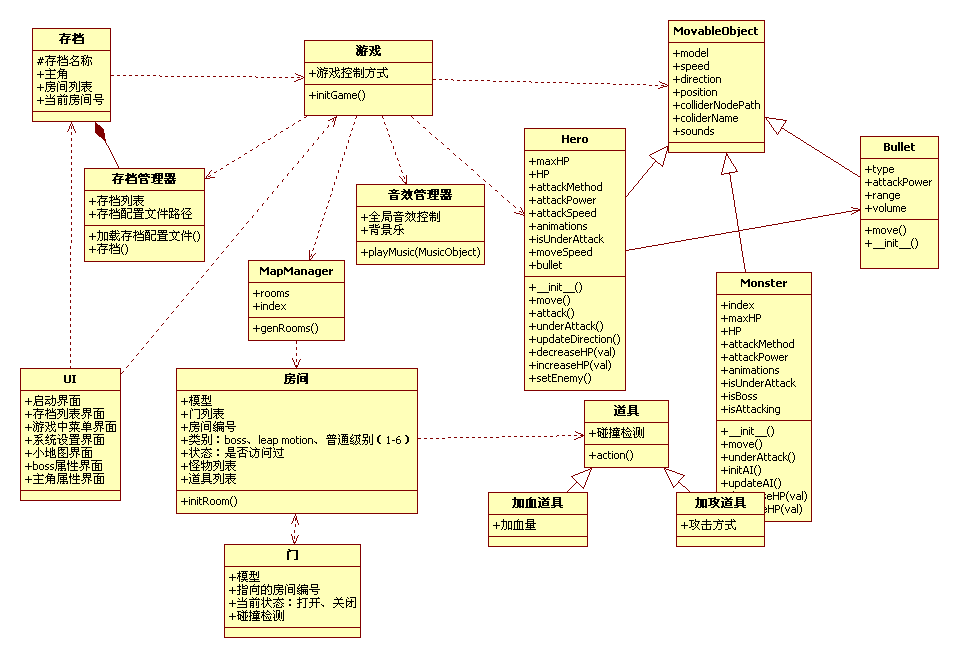 存档
#存档名称
+主角
+房间列表
+当前房间号
游戏
+游戏控制方式
+initGame()
MovableObject
+model
+speed
+direction
+position
+colliderNodePath
+coliderName
+sounds
存档管理器
+存档列表
+存档配置文件路径
+加载存档配置文件()
+存档()
音效管理器
+全局音效控制
+背景乐
+playMusic(MusicObject)
Hero
+maxHP
+HP
+attackMethod
+attackPower
+attackSpeed
+animations
+isUnderAttack
+moveSpeed
+bullet
+__init__()
+move()
+attack()
+underAttack()
+updateDirection()
+decreaseHP(val)
+increaseHP(val)
+setEnemy()
Bullet
+type
+attackPower
+range
+volume
+move()
+__init__()
MapManager
+rooms
+index
+genRooms()
Monster
+index
+maxHP
+HP
+attackMethod
+attackPower
+animations
+isUnderAttack
+isBoss
+isAttacking
+__init__()
+move()
+underAttack()
+initAI()
+updateAI()
seHP(val)
eHP(val)
UI
+启动界面
+存档列表界面
+游戏中菜单界面
+系统设置界面
+小地图界面
+boss属性界面
+主角属性界面
房间
+模型
+门列表
+房间编号
+类别：boss、leap motion、普通级别（1-6）
+状态：是否访问过
+怪物列表
+道具列表
+initRoom()
道具
+碰撞检测
+action()
加血道具
+加血量
加攻道具
+攻击方式
门
+模型
+指向的房间编号
+当前状态：打开、关闭
+碰撞检测